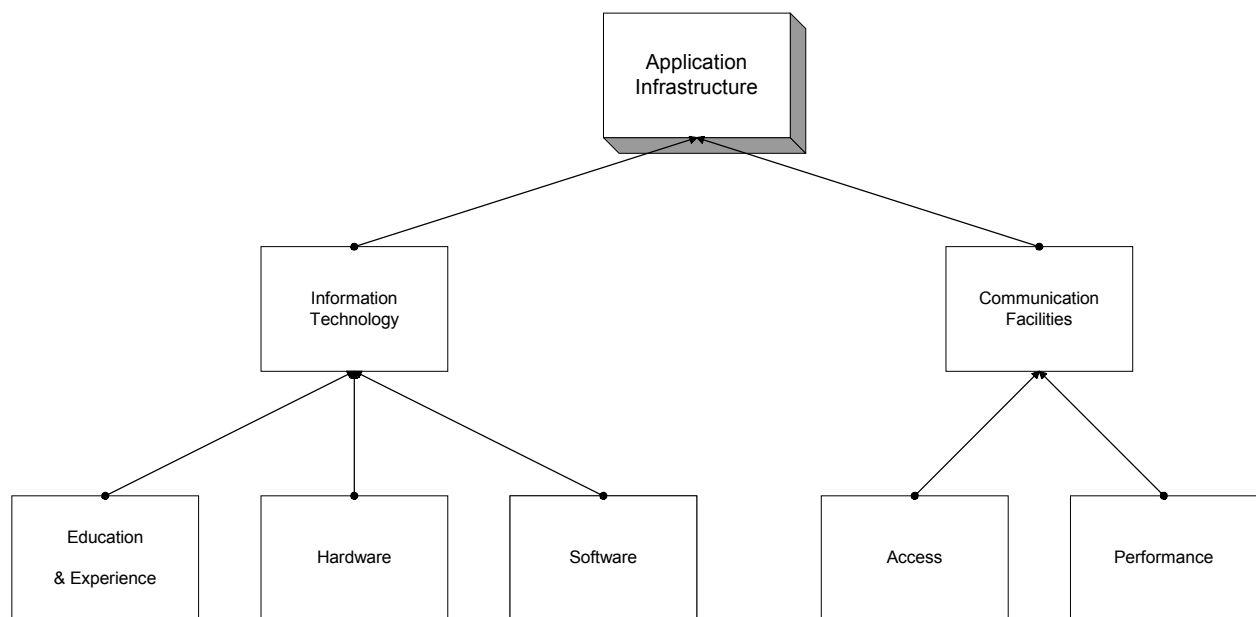 Application
Infrastructure
Information
Technology
Communication
Facilities
Education
& Experience
Hardware
Software
Access
Performance